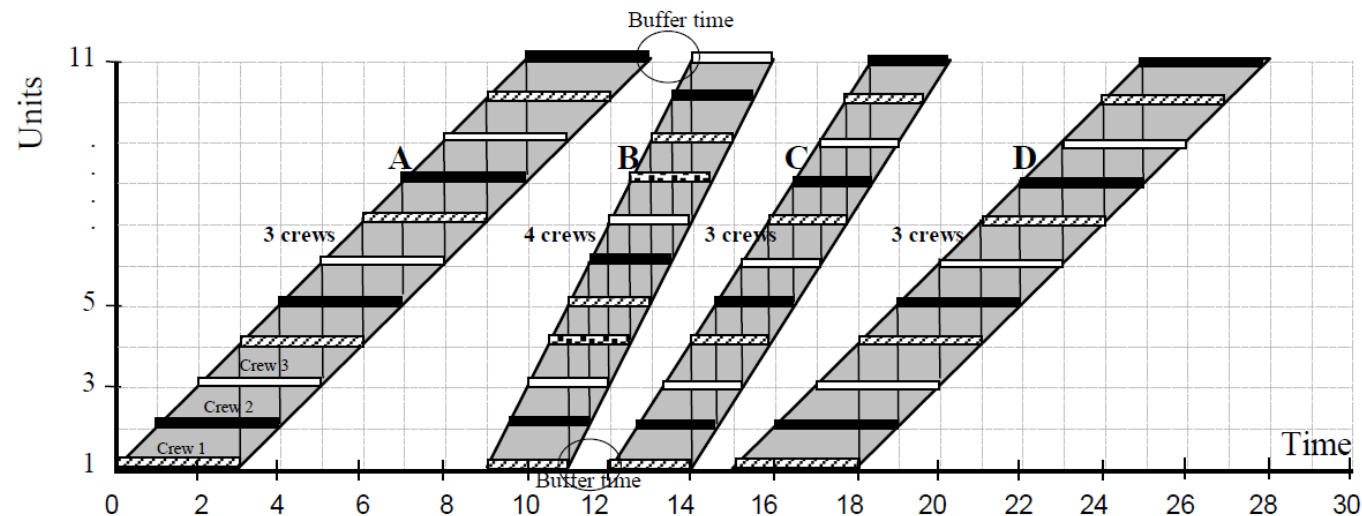 Buffer time
11
Units
.
.
.
.
A
B
C
D
3 crews
4 crews
3 crews
3 crews
5
Crew 3
3
Crew 2
Crew 1
Time
1
Buffer time
0 2 4 6 8 10 12 14 16 18 20 22 24 26 28 30